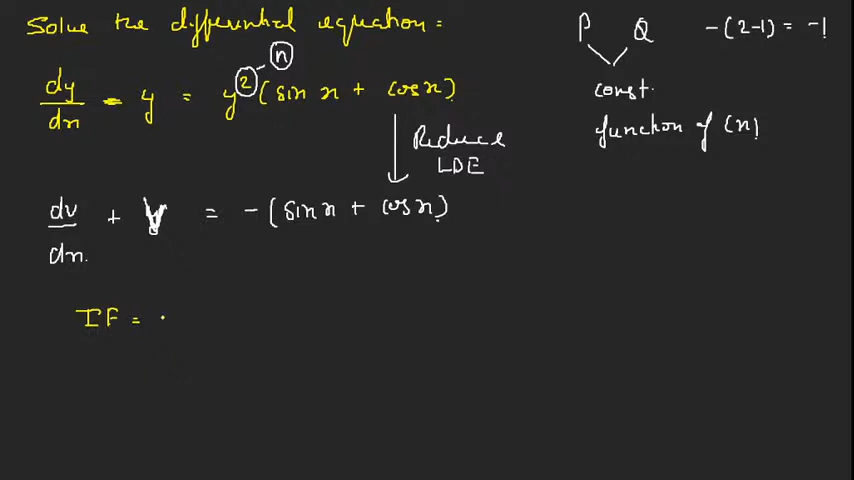 Solve the differential equation =
P Q -(2-1) = -1
n
dy/dx - y = y² (sin x + cos x)
const.
function of (x)
Reduce
LDE
dv/dx + V = -(sin x + cos x)
IF = .